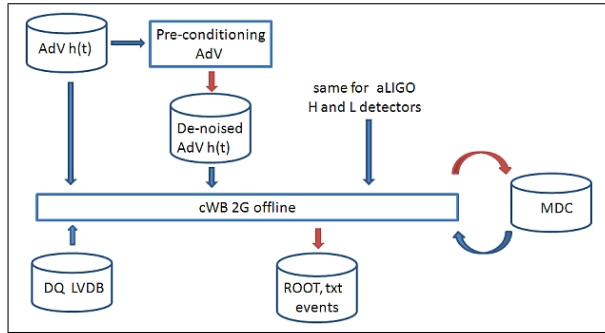 AdV h(t)
Pre-conditioning
AdV
same for aLIGO
H and L detectors
De-noised
AdV h(t)
cWB 2G offline
MDC
DQ LVDB
ROOT, txt
events